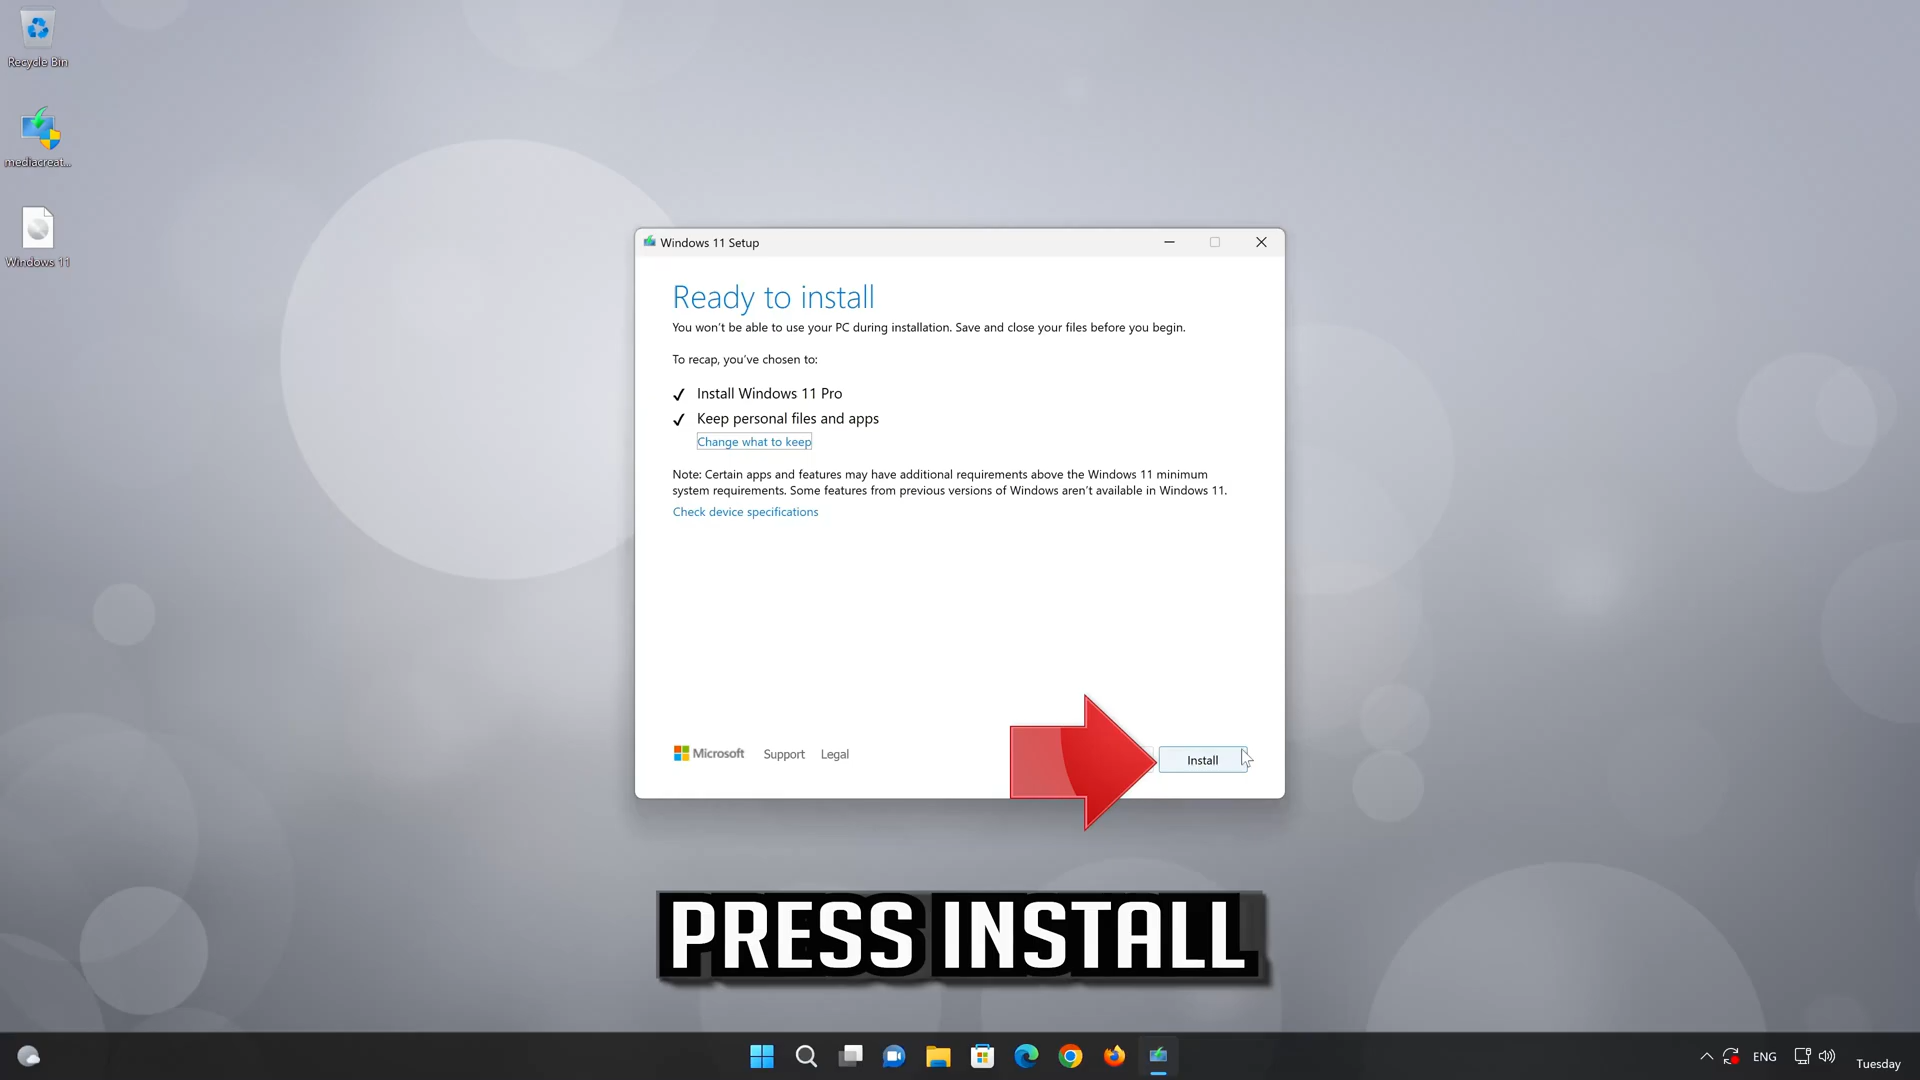 Recycle Bin
mediacreat...
Windows 11
Windows 11 Setup
Ready to install
You won't be able to use your PC during installation. Save and close your files before you begin.
To recap, you've chosen to:
Install Windows 11 Pro
Keep personal files and apps
Change what to keep
Note: Certain apps and features may have additional requirements above the Windows 11 minimum
system requirements. Some features from previous versions of Windows aren't available in Windows 11.
Check device specifications
Microsoft Support Legal
Install
PRESS INSTALL
ENG
Tuesday